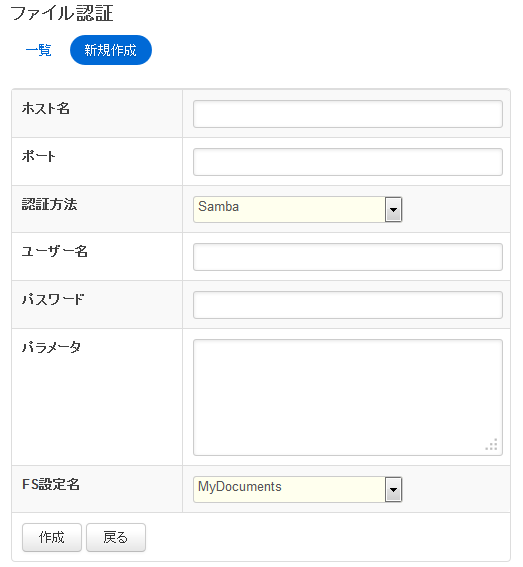 ファイル認証
一覧 新規作成
ホスト名
ポート
認証方法 Samba
ユーザー名
パスワード
パラメータ
FS設定名 MyDocuments
作成 戻る